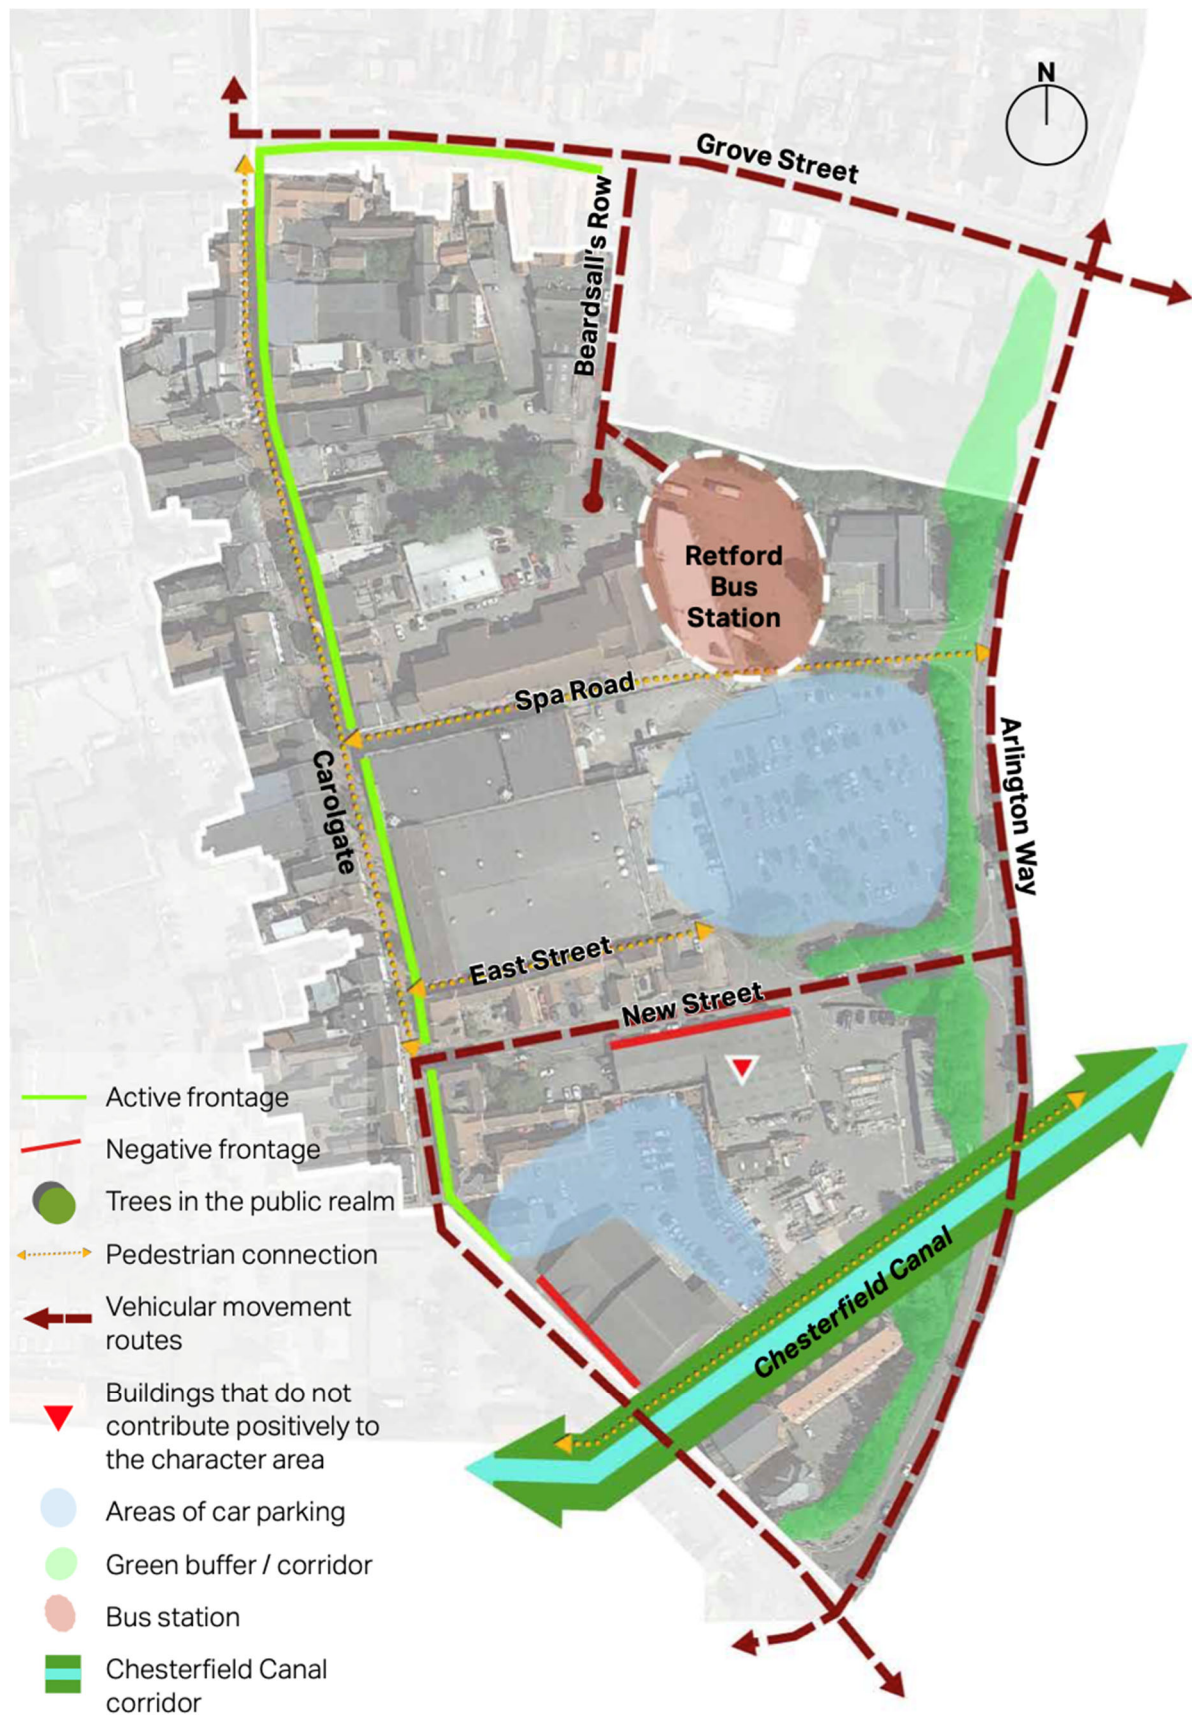 N
Grove Street
Beardsall's Row
Retford
Bus
Station
Spa Road
Carolgate
Arlington Way
East Street
New Street
Chesterfield Canal
Active frontage
Negative frontage
Trees in the public realm
Pedestrian connection
Vehicular movement
routes
Buildings that do not
contribute positively to
the character area
Areas of car parking
Green buffer / corridor
Bus station
Chesterfield Canal
corridor